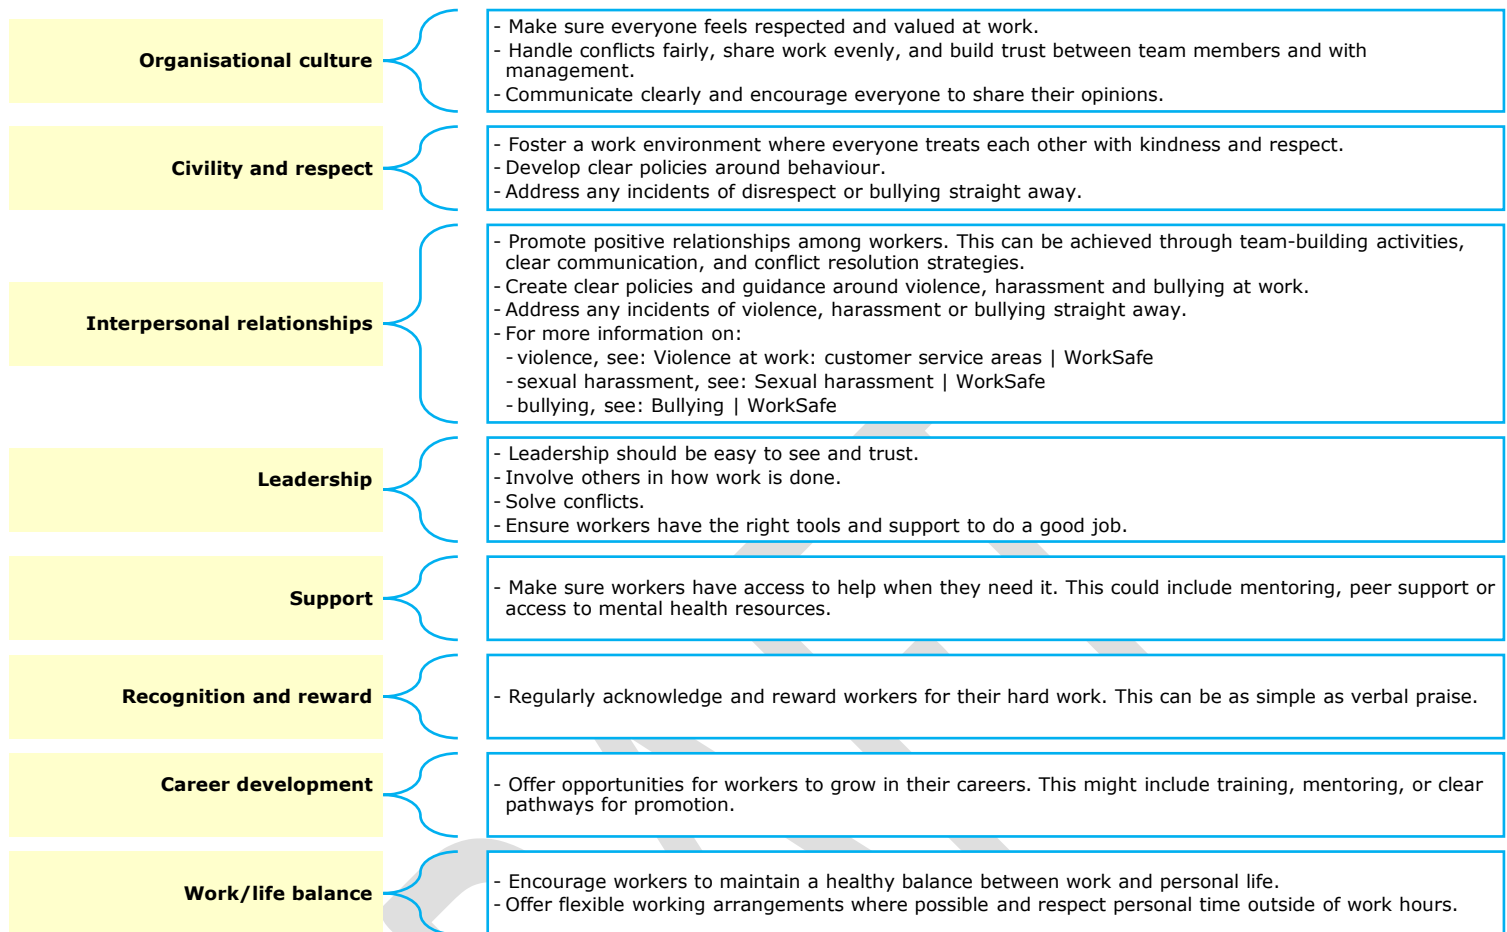 Organisational culture
- Make sure everyone feels respected and valued at work.
- Handle conflicts fairly, share work evenly, and build trust between team members and with
management.
- Communicate clearly and encourage everyone to share their opinions.
Civility and respect
- Foster a work environment where everyone treats each other with kindness and respect.
- Develop clear policies around behaviour.
- Address any incidents of disrespect or bullying straight away.
Interpersonal relationships
- Promote positive relationships among workers. This can be achieved through team-building activities,
clear communication, and conflict resolution strategies.
- Create clear policies and guidance around violence, harassment and bullying at work.
- Address any incidents of violence, harassment or bullying straight away.
- For more information on:
- violence, see: Violence at work: customer service areas | WorkSafe
- sexual harassment, see: Sexual harassment | WorkSafe
- bullying, see: Bullying | WorkSafe
Leadership
- Leadership should be easy to see and trust.
- Involve others in how work is done.
- Solve conflicts.
- Ensure workers have the right tools and support to do a good job.
Support
- Make sure workers have access to help when they need it. This could include mentoring, peer support or
access to mental health resources.
Recognition and reward
- Regularly acknowledge and reward workers for their hard work. This can be as simple as verbal praise.
Career development
- Offer opportunities for workers to grow in their careers. This might include training, mentoring, or clear
pathways for promotion.
Work/life balance
- Encourage workers to maintain a healthy balance between work and personal life.
- Offer flexible working arrangements where possible and respect personal time outside of work hours.